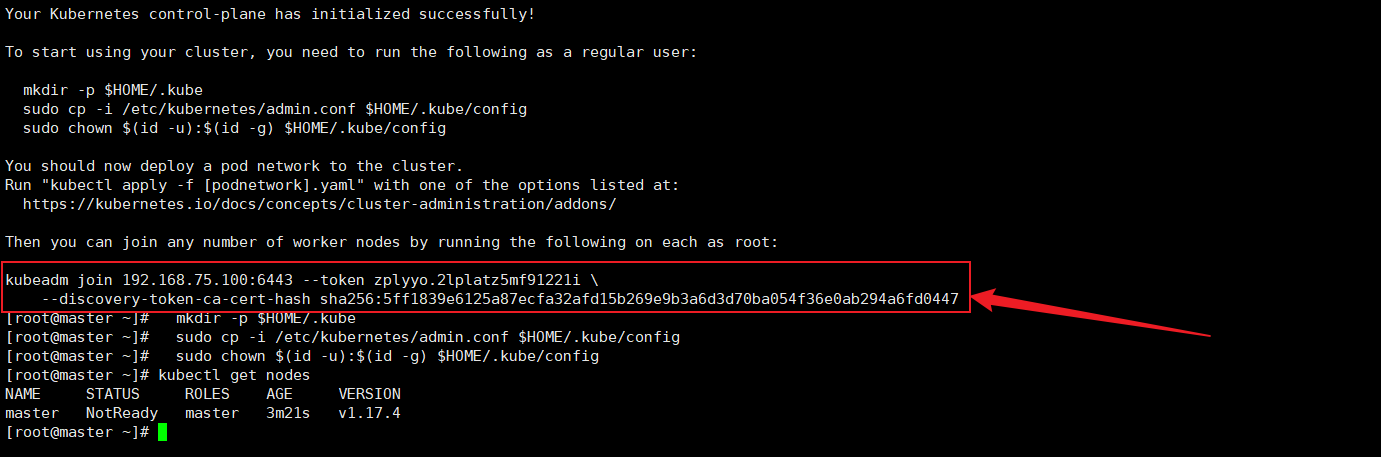 Your Kubernetes control-plane has initialized successfully!
To start using your cluster, you need to run the following as a regular user:
mkdir -p $HOME/.kube
sudo cp -i /etc/kubernetes/admin.conf $HOME/.kube/config
sudo chown $(id -u):$(id -g) $HOME/.kube/config
You should now deploy a pod network to the cluster.
Run "kubectl apply -f [podnetwork].yaml" with one of the options listed at:
https://kubernetes.io/docs/concepts/cluster-administration/addons/
Then you can join any number of worker nodes by running the following on each as root:
kubeadm join 192.168.75.100:6443 --token zplyyo.2lplatz5mf91221i \
--discovery-token-ca-cert-hash sha256:5ff1839e6125a87ecfa32afd15b269e9b3a6d3d70ba054f36e0ab294a6fd0447
[root@master ~]#   mkdir -p $HOME/.kube
[root@master ~]#   sudo cp -i /etc/kubernetes/admin.conf $HOME/.kube/config
[root@master ~]#   sudo chown $(id -u):$(id -g) $HOME/.kube/config
[root@master ~]# kubectl get nodes
NAME     STATUS     ROLES    AGE     VERSION
master   NotReady   master   3m21s   v1.17.4
[root@master ~]#